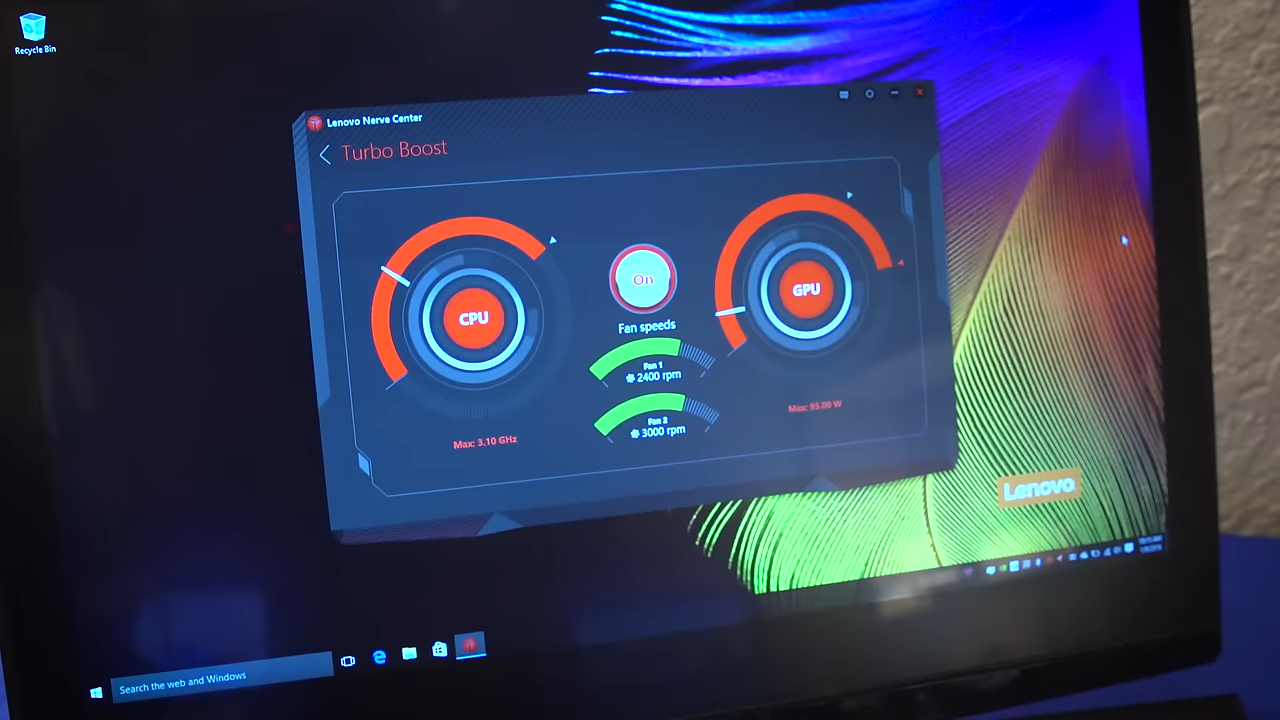 Recycle Bin
Lenovo Nerve Center
Turbo Boost
CPU
On
GPU
Fan speeds
Fan 1
2400 rpm
Fan 2
3000 rpm
Max: 3.10 GHz
Max: 95.00 W
Lenovo
Search the web and Windows